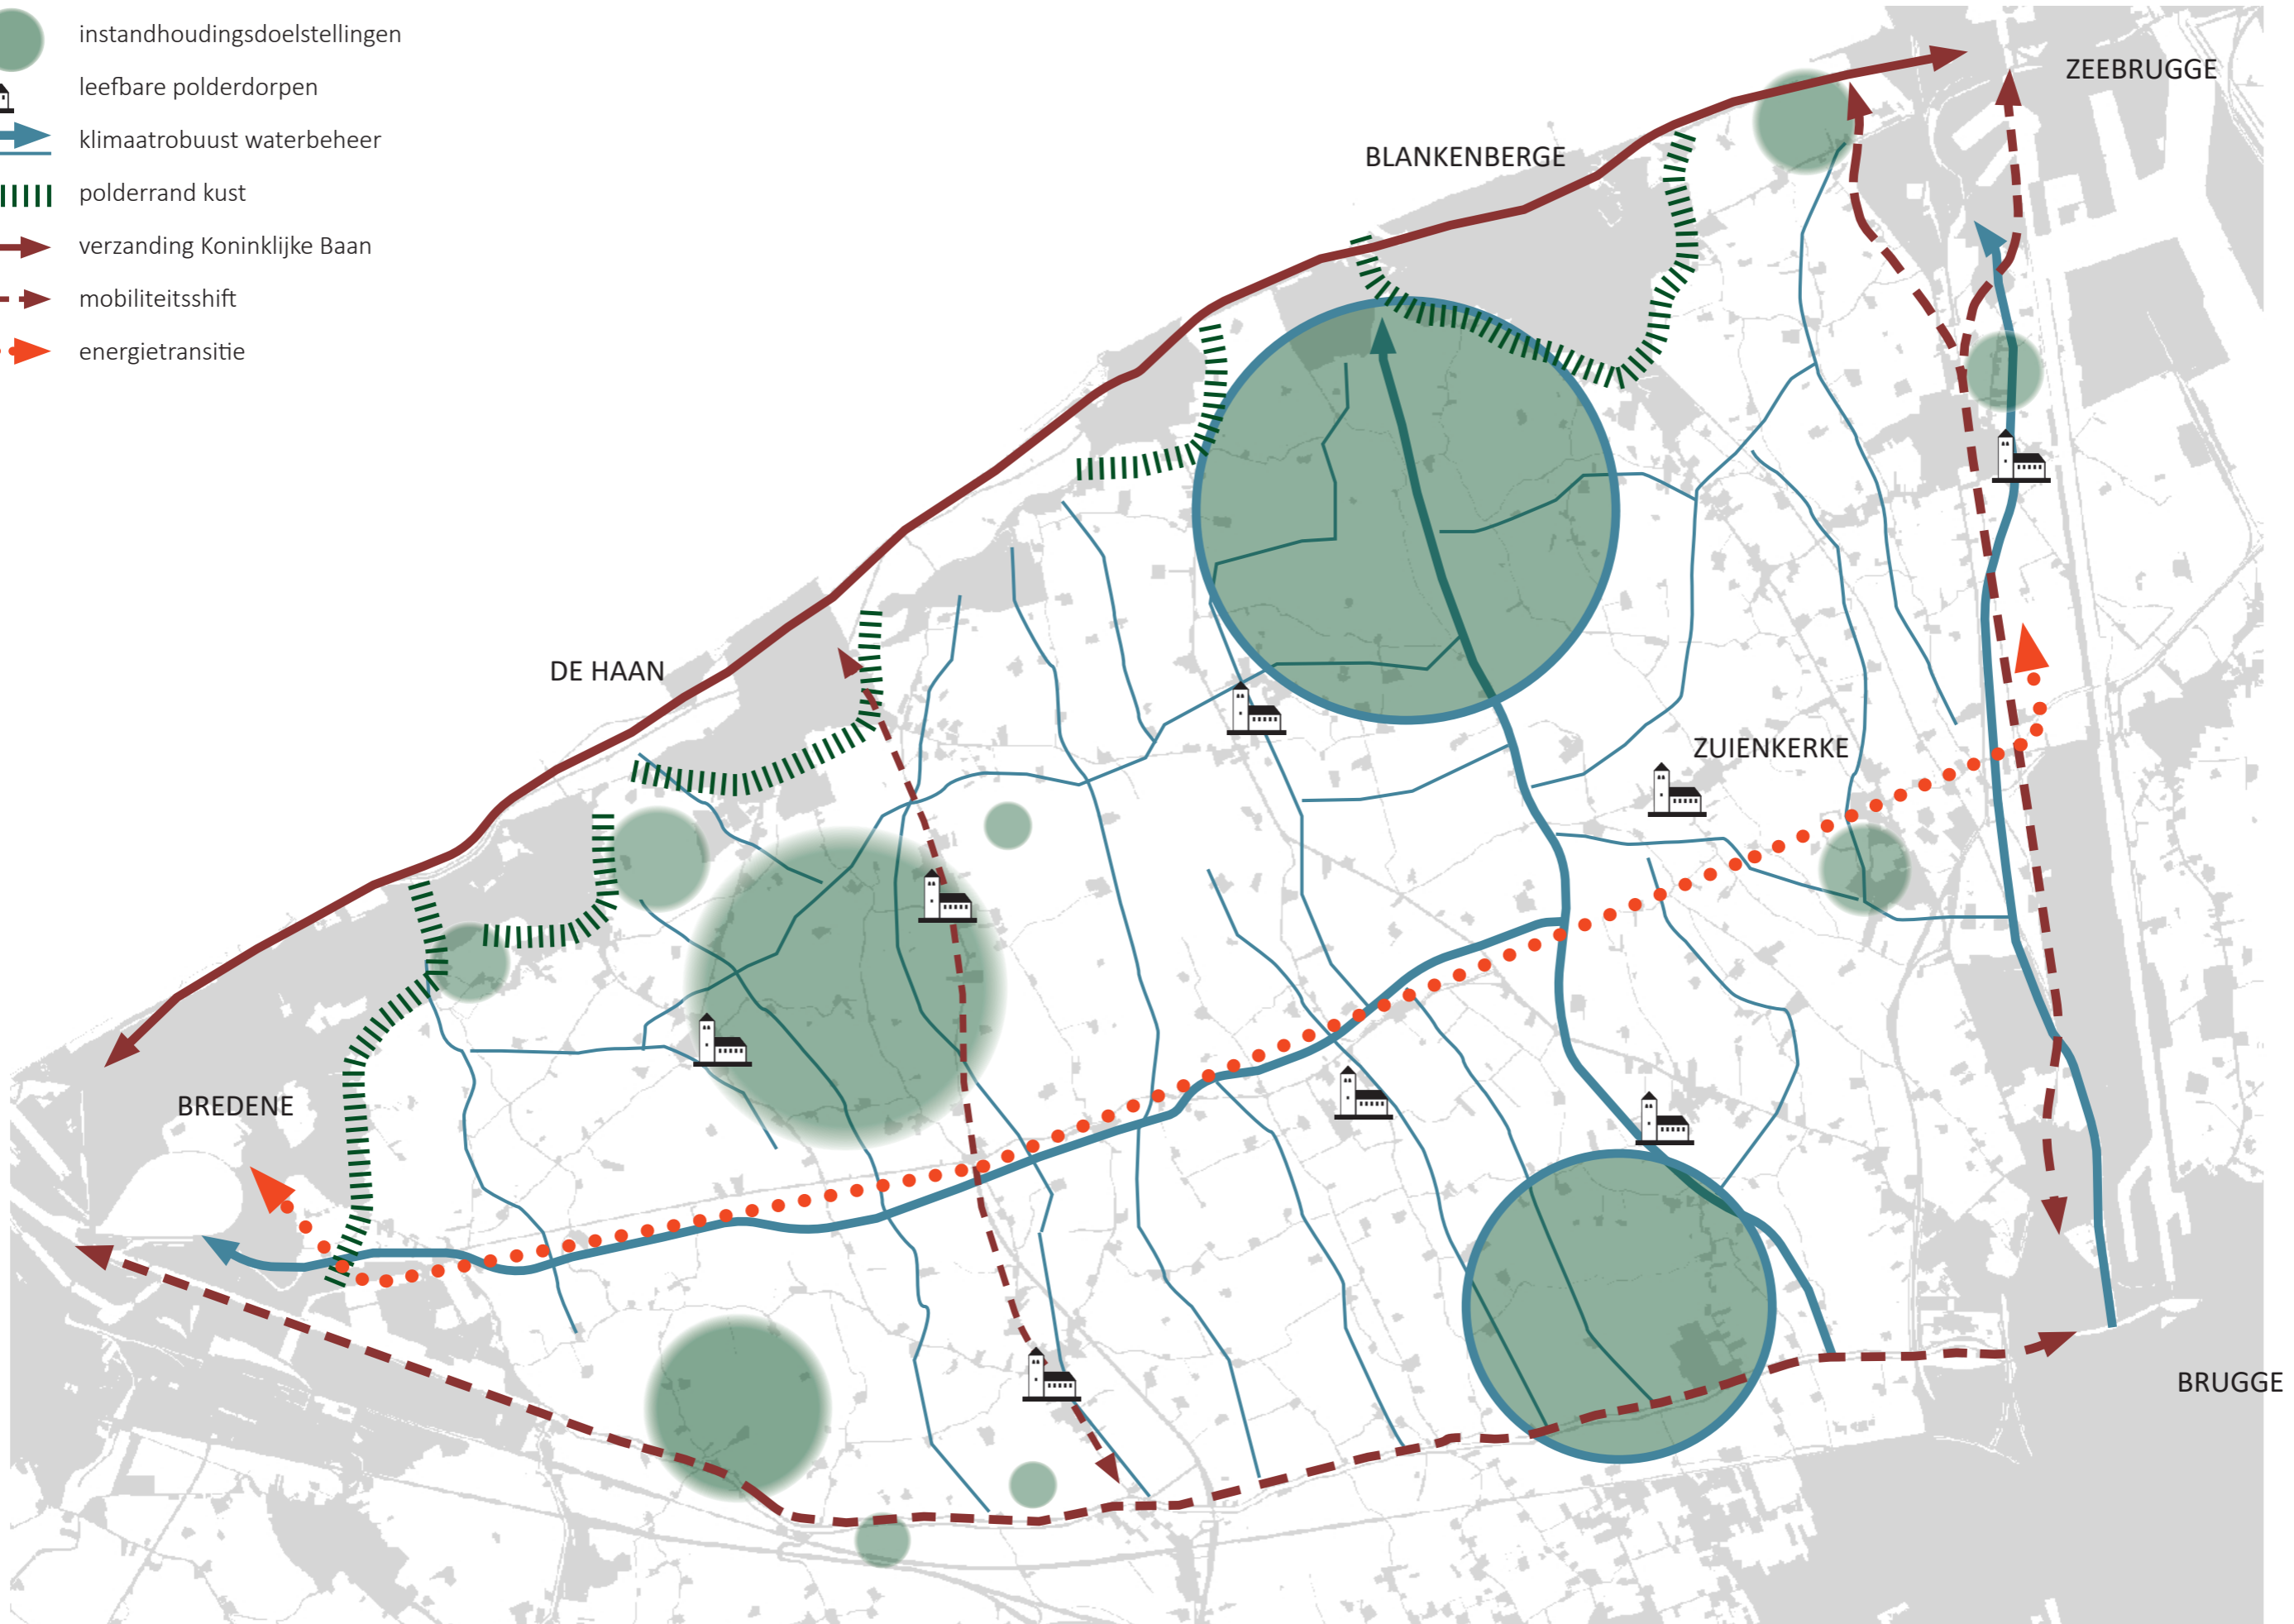 instandhoudingsdoelstellingen
leefbare polderdorpen
klimaatrobuust waterbeheer
polderrand kust
verzanding Koninklijke Baan
mobiliteitsshift
energietransitie
ZEEBRUGGE
BLANKENBERGE
DE HAAN
ZUIENKERKE
BREDENE
BRUGGE